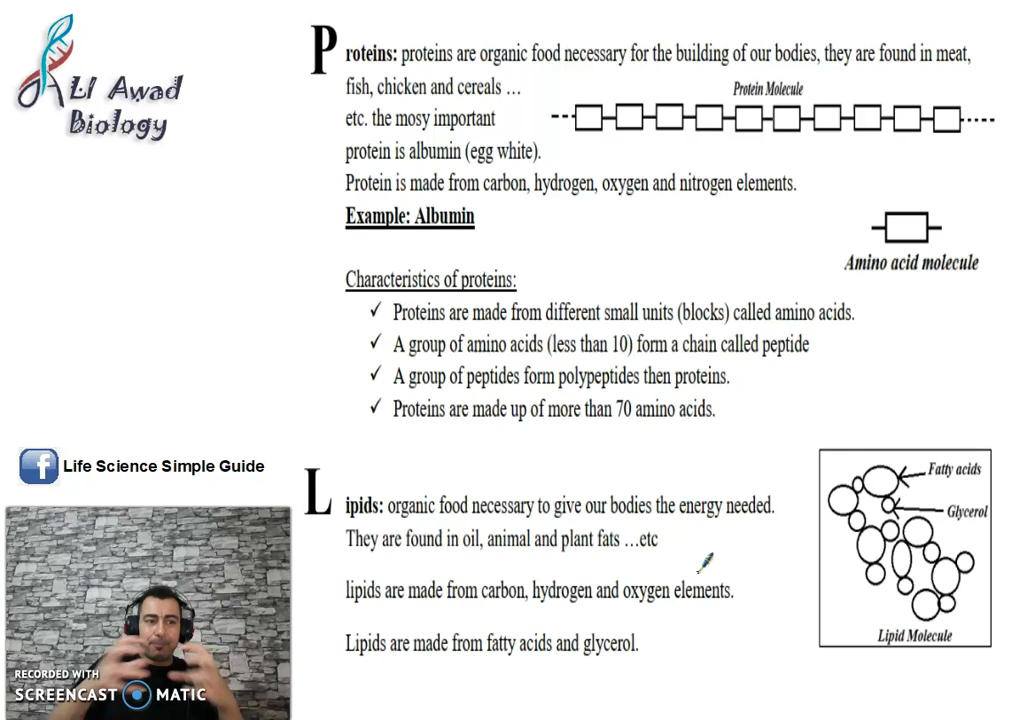 ALI Awad
Biology
Proteins: proteins are organic food necessary for the building of our bodies, they are found in meat,
fish, chicken and cereals …
Protein Molecule
etc. the mosy important
protein is albumin (egg white).
Protein is made from carbon, hydrogen, oxygen and nitrogen elements.
Example: Albumin
Amino acid molecule
Characteristics of proteins:
✓ Proteins are made from different small units (blocks) called amino acids.
✓ A group of amino acids (less than 10) form a chain called peptide
✓ A group of peptides form polypeptides then proteins.
✓ Proteins are made up of more than 70 amino acids.
f Life Science Simple Guide
Lipids: organic food necessary to give our bodies the energy needed.
They are found in oil, animal and plant fats …etc
lipids are made from carbon, hydrogen and oxygen elements.
Lipids are made from fatty acids and glycerol.
Fatty acids
Glycerol
Lipid Molecule
RECORDED WITH
SCREENCAST MATIC